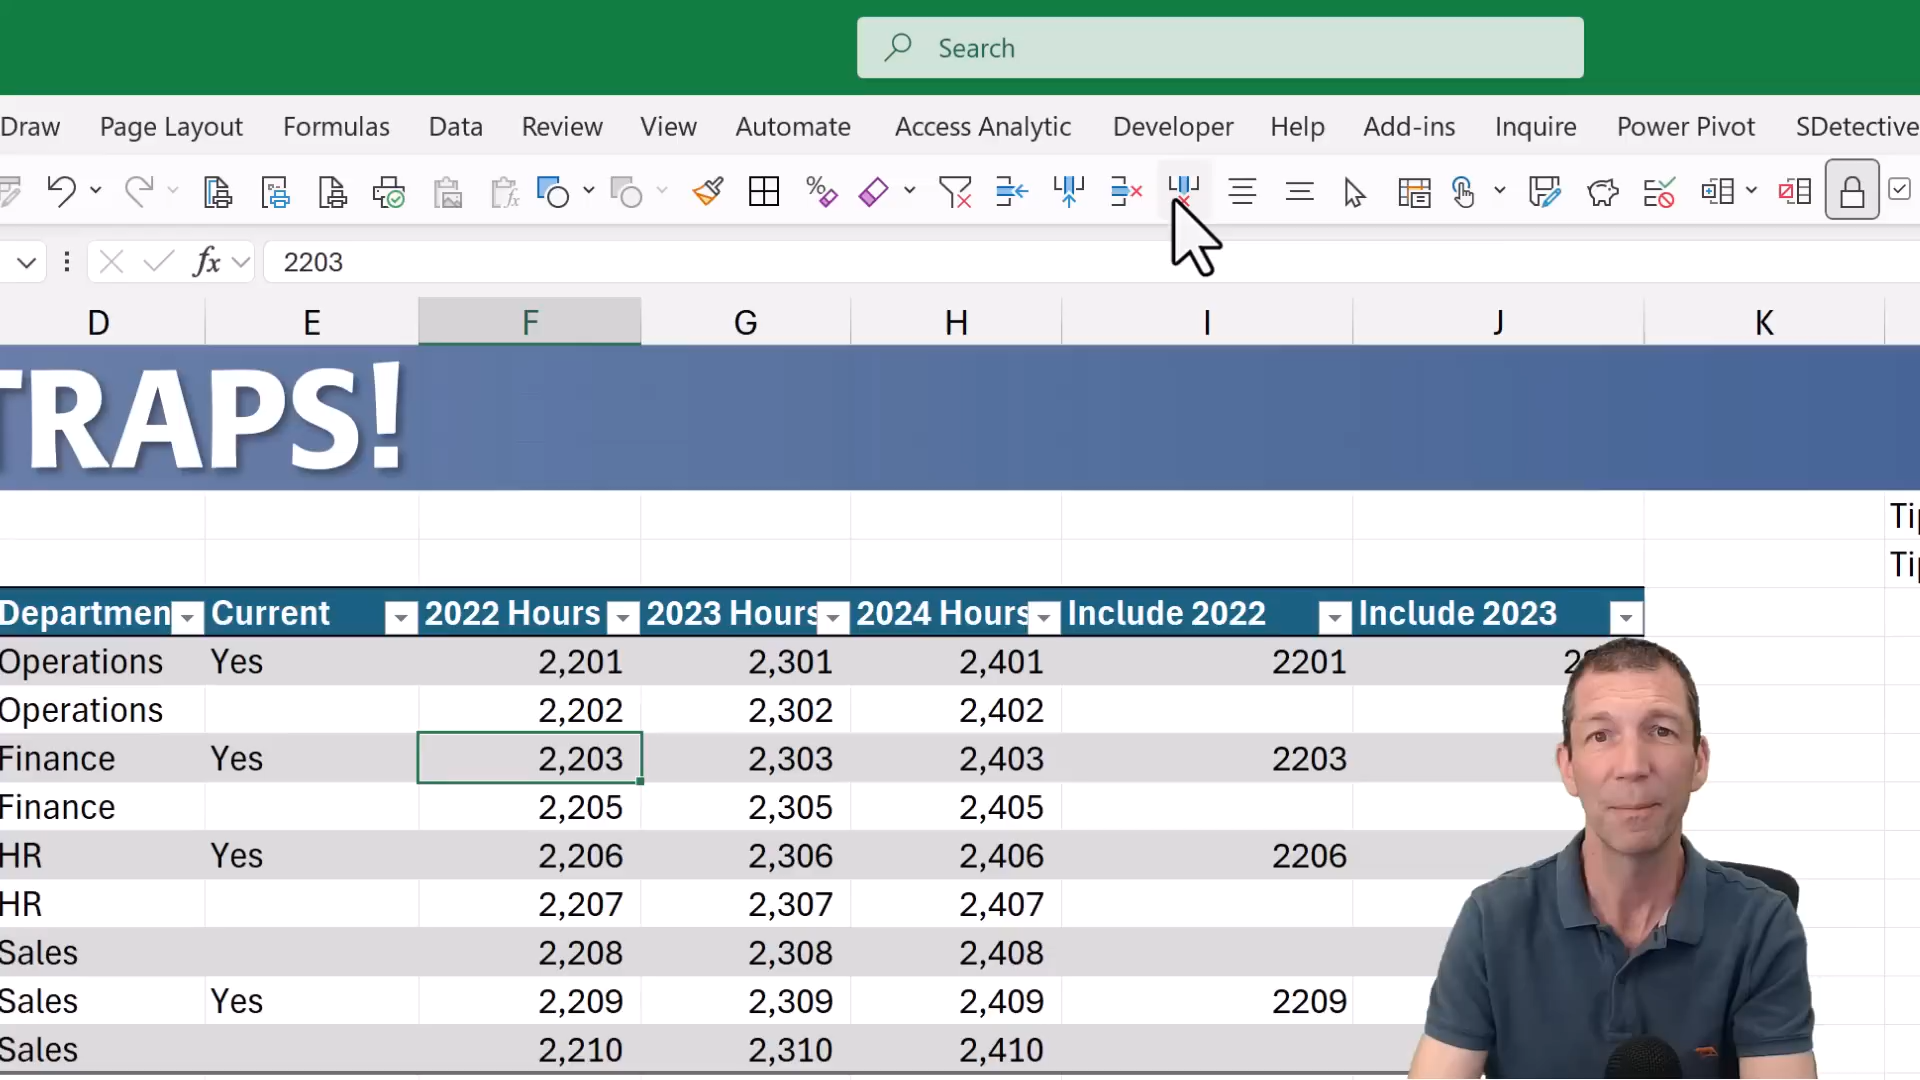 Search
Draw Page Layout Formulas Data Review View Automate Access Analytic Developer Help Add-ins Inquire Power Pivot SDetective
fx 2203
D E F G H I J K
TRAPS!
Departmen Current 2022 Hours 2023 Hours 2024 Hours Include 2022 Include 2023
Operations Yes 2,201 2,301 2,401 2201
Operations 2,202 2,302 2,402
Finance Yes 2,203 2,303 2,403 2203
Finance 2,205 2,305 2,405
HR Yes 2,206 2,306 2,406 2206
HR 2,207 2,307 2,407
Sales 2,208 2,308 2,408
Sales Yes 2,209 2,309 2,409 2209
Sales 2,210 2,310 2,410